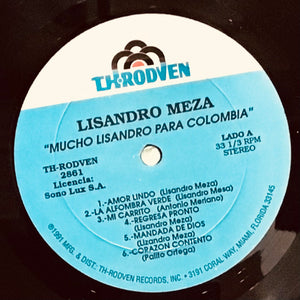 TH-RODVEN
LISANDRO MEZA
"MUCHO LISANDRO PARA COLOMBIA"
TH-RODVEN
2861
Licencia:
Sono Luz S.A.
LADO A
33 1/3 RPM
STEREO
1.-AMOR LINDO (Lisandro Meza)
2.-LA ALFOMBRA VERDE (Lisandro Mesa)
3.-MI CARRITO (Antonio Meriano)
4.-REGRESA PRONTO
(Lisandro Meza)
5.-MANDADA DE DIOS
(Lizandro Meza)
6.-CORAZON CONTENTO
(Palito Ortega)
©1991 MFG. & DIST: TH-RODVEN RECORDS, INC. • 3191 CORAL WAY, MIAMI, FLORIDA 33145